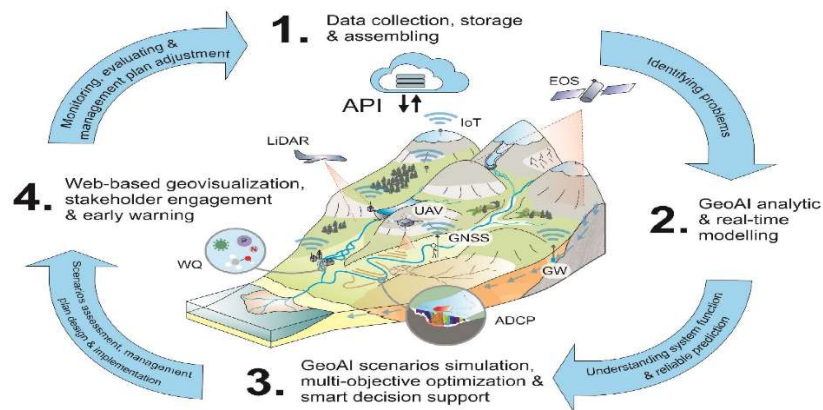 1. Data collection, storage
& assembling
Identifying problems
2. GeoAI analytic
& real-time
modelling
Understanding system function
& reliable prediction
3. GeoAI scenarios simulation,
multi-objective optimization &
smart decision support
Scenarios assessment, management
plan design & implementation
4. Web-based geovisualization,
stakeholder engagement
& early warning
Monitoring, evaluating &
management plan adjustment
API
IoT
EOS
LiDAR
UAV
GNSS
WQ
P
N
GW
ADCP